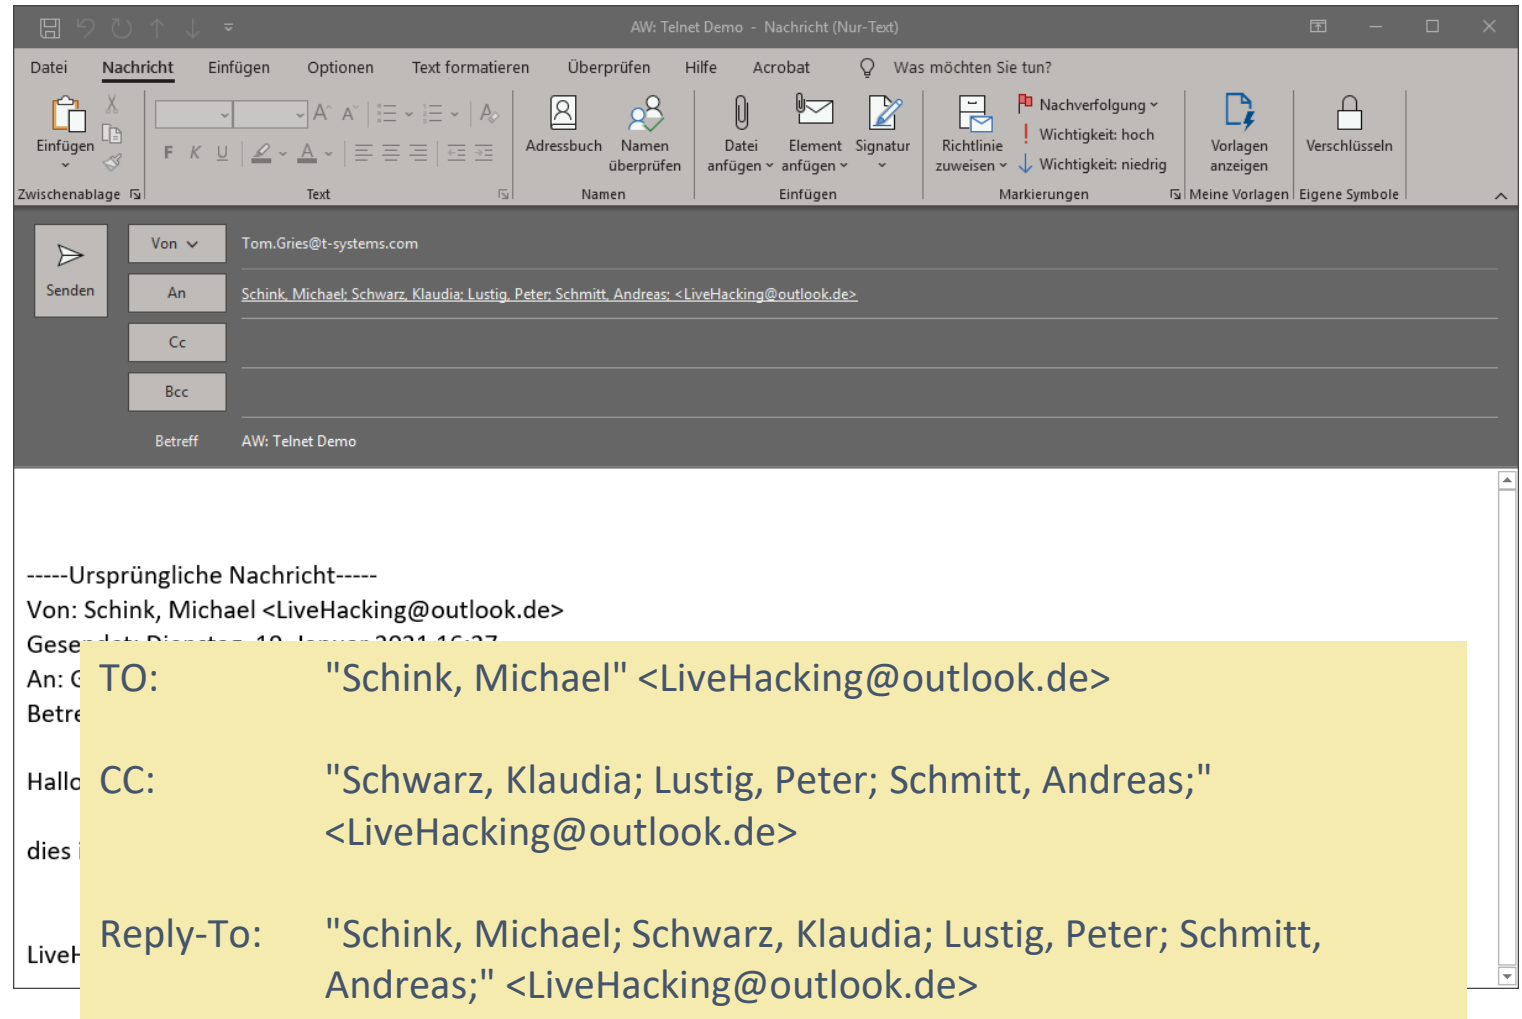 AW: Telnet Demo - Nachricht (Nur-Text)
Datei Nachricht Einfügen Optionen Text formatieren Überprüfen Hilfe Acrobat Was möchten Sie tun?
Einfügen
F K U
Adressbuch
Namen überprüfen
Datei anfügen
Element anfügen
Signatur
Richtlinie zuweisen
Nachverfolgung
Wichtigkeit: hoch
Wichtigkeit: niedrig
Vorlagen anzeigen
Verschlüsseln
Zwischenablage Text Namen Einfügen Markierungen Meine Vorlagen Eigene Symbole
Senden
Von Tom.Gries@t-systems.com
An Schink, Michael; Schwarz, Klaudia; Lustig, Peter; Schmitt, Andreas; <LiveHacking@outlook.de>
Cc
Bcc
Betreff AW: Telnet Demo
-----Ursprüngliche Nachricht-----
Von: Schink, Michael <LiveHacking@outlook.de>
An:
Hallo
dies
TO: "Schink, Michael" <LiveHacking@outlook.de>
CC: "Schwarz, Klaudia; Lustig, Peter; Schmitt, Andreas;"
<LiveHacking@outlook.de>
Reply-To: "Schink, Michael; Schwarz, Klaudia; Lustig, Peter; Schmitt,
Andreas;" <LiveHacking@outlook.de>